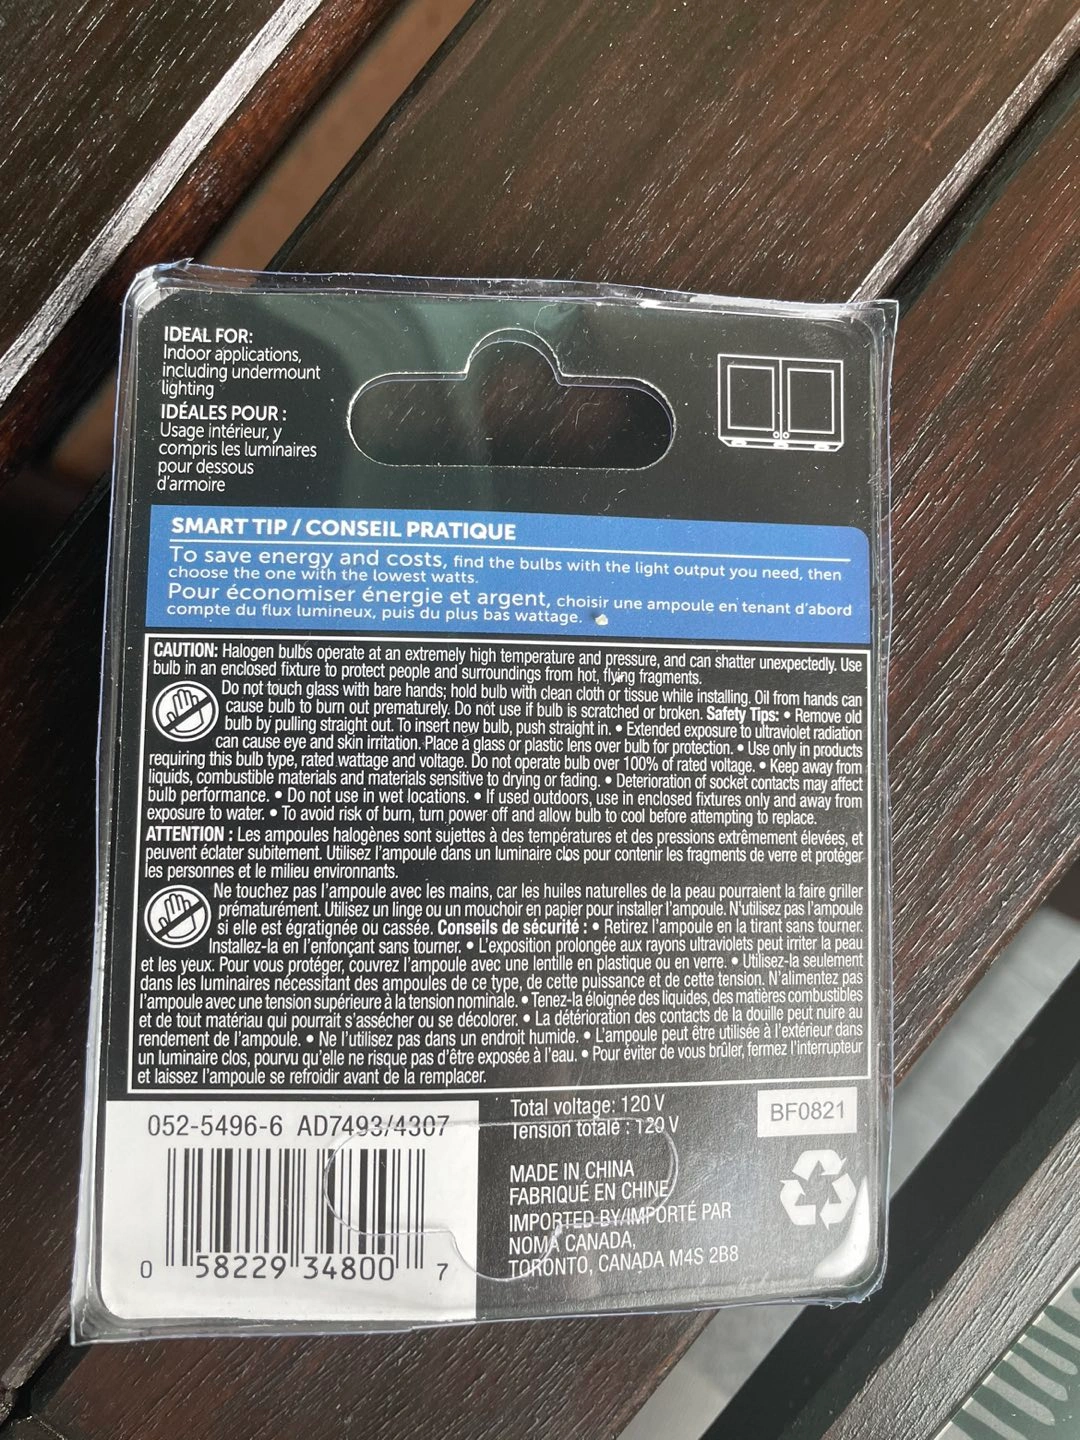 IDEAL FOR:
Indoor applications,
including undermount
lighting
IDÉALES POUR :
Usage intérieur, y
compris les luminaires
pour dessous
d'armoire
SMART TIP / CONSEIL PRATIQUE
To save energy and costs, find the bulbs with the light output you need, then
choose the one with the lowest watts.
Pour économiser énergie et argent, choisir une ampoule en tenant d'abord
compte du flux lumineux, puis du plus bas wattage.
CAUTION: Halogen bulbs operate at an extremely high temperature and pressure, and can shatter unexpectedly. Use
bulb in an enclosed fixture to protect people and surroundings from hot, flying fragments.
Do not touch glass with bare hands; hold bulb with clean cloth or tissue while installing. Oil from hands can
cause bulb to burn out prematurely. Do not use if bulb is scratched or broken. Safety Tips: • Remove old
bulb by pulling straight out. To insert new bulb, push straight in. • Extended exposure to ultraviolet radiation
can cause eye and skin irritation. Place a glass or plastic lens over bulb for protection. • Use only in products
requiring this bulb type, rated wattage and voltage. Do not operate bulb over 100% of rated voltage. • Keep away from
liquids, combustible materials and materials sensitive to drying or fading. • Deterioration of socket contacts may affect
bulb performance. • Do not use in wet locations. • If used outdoors, use in enclosed fixtures only and away from
exposure to water. • To avoid risk of burn, turn power off and allow bulb to cool before attempting to replace.
ATTENTION : Les ampoules halogènes sont sujettes à des températures et des pressions extrêmement élevées, et
peuvent éclater subitement. Utilisez l'ampoule dans un luminaire clos pour contenir les fragments de verre et protéger
les personnes et le milieu environnants.
Ne touchez pas l'ampoule avec les mains, car les huiles naturelles de la peau pourraient la faire griller
prématurément. Utilisez un linge ou un mouchoir en papier pour installer l'ampoule. N'utilisez pas l'ampoule
si elle est égratignée ou cassée. Conseils de sécurité : • Retirez l'ampoule en la tirant sans tourner.
Installez-la en l'enfonçant sans tourner. • L'exposition prolongée aux rayons ultraviolets peut irriter la peau
et les yeux. Pour vous protéger, couvrez l'ampoule avec une lentille en plastique ou en verre. • Utilisez-la seulement
dans les luminaires nécessitant des ampoules de ce type, de cette puissance et de cette tension. N'alimentez pas
l'ampoule avec une tension supérieure à la tension nominale. • Tenez-la éloignée des liquides, des matières combustibles
et de tout matériau qui pourrait s'assécher ou se décolorer. • La détérioration des contacts de la douille peut nuire au
rendement de l'ampoule. • Ne l'utilisez pas dans un endroit humide. • L'ampoule peut être utilisée à l'extérieur dans
un luminaire clos, pourvu qu'elle ne risque pas d'être exposée à l'eau. • Pour éviter de vous brûler, fermez l'interrupteur
et laissez l'ampoule se refroidir avant de la remplacer.
052-5496-6 AD7493/4307
0 58229 34800 7
Total voltage: 120 V
Tension totale : 120 V
BF0821
MADE IN CHINA
FABRIQUÉ EN CHINE
IMPORTED BY/IMPORTÉ PAR
NOMA CANADA,
TORONTO, CANADA M4S 2B8